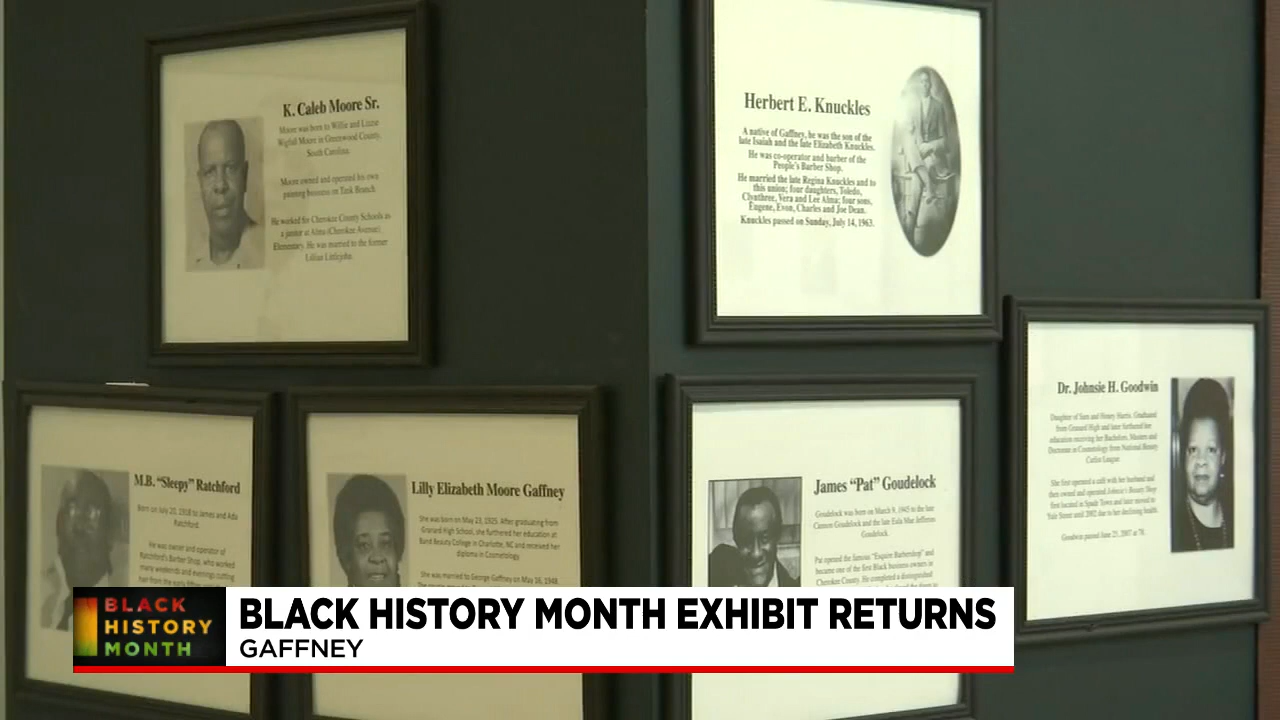 K. Caleb Moore Sr.
Moore was born to Willie and Lizzie
Wigfall Moore in Greenwood County,
South Carolina.
Moore owned and operated his own
painting business on Tank Branch.
He worked for Cherokee County Schools as
a janitor at Alma (Cherokee Avenue)
Elementary. He was married to the former
Lillian Littlejohn.
Herbert E. Knuckles
A native of Gaffney, he was the son of the
late Isaiah and the late Elizabeth Knuckles.
He was co-operator and barber of the
People's Barber Shop.
He married the late Regina Knuckles and to
this union; four daughters, Toledo,
Clynthree, Vera and Lee Alma; four sons,
Eugene, Evon, Charles and Joe Dean.
Knuckles passed on Sunday, July 14, 1963.
M.B. “Sleepy” Ratchford
Born on July 20, 1918 to James and Ada
Ratchford.
He was owner and operator of
Ratchford's Barber Shop, who worked
many weekends and evenings cutting
hair from the early fifties
Lilly Elizabeth Moore Gaffney
She was born on May 23, 1925. After graduating from
Granard High School, she furthered her education at
Band Beauty College in Charlotte, NC and received her
diploma in Cosmetology.
She was married to George Gaffney on May 16, 1948.
James “Pat” Goudelock
Goudelock was born on March 9, 1945 to the late
Cannon Goudelock and the late Eula Mae Jefferson
Goudelock.
Pat opened the famous “Esquire Barbershop” and
became one of the first Black business owners in
Cherokee County. He completed a distinguished
Dr. Johnsie H. Goodwin
Daughter of Sam and Henry Harris. Graduated
from Granard High and later furthered her
education receiving her Bachelors, Masters and
Doctorate in Cosmetology from National Beauty
Culture League.
She first operated a café with her husband and
then owned and operated Johnsie's Beauty Shop
first located in Spade Town and later moved to
Yale Street until 2002 due to her declining health.
Goodwin passed June 25, 2007 at 78.
BLACK
HISTORY
MONTH
BLACK HISTORY MONTH EXHIBIT RETURNS
GAFFNEY